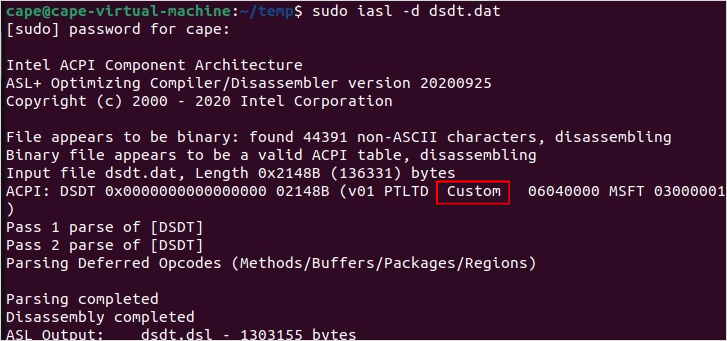 cape@cape-virtual-machine:~/temp$ sudo iasl -d dsdt.dat
[sudo] password for cape:
Intel ACPI Component Architecture
ASL+ Optimizing Compiler/Disassembler version 20200925
Copyright (c) 2000 - 2020 Intel Corporation
File appears to be binary: found 44391 non-ASCII characters, disassembling
Binary file appears to be a valid ACPI table, disassembling
Input file dsdt.dat, Length 0x2148B (136331) bytes
ACPI: DSDT 0x0000000000000000 02148B (v01 PTLTD  Custom   06040000 MSFT 03000001
)
Pass 1 parse of [DSDT]
Pass 2 parse of [DSDT]
Parsing Deferred Opcodes (Methods/Buffers/Packages/Regions)
Parsing completed
Disassembly completed
ASL Output:    dsdt.dsl - 1303155 bytes